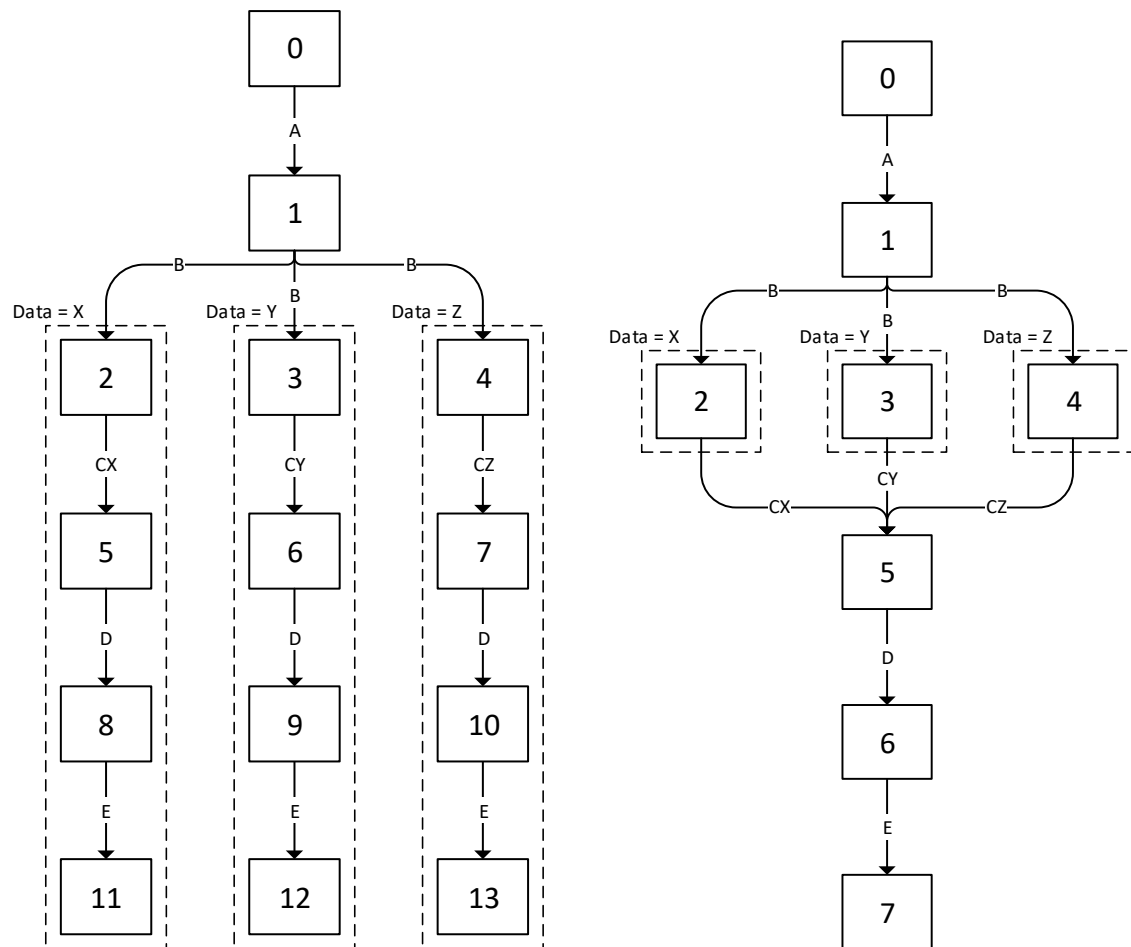 0
A
1
B B B
Data = X Data = Y Data = Z
2 3 4
CX CY CZ
5 6 7
D D D
8 9 10
E E E
11 12 13
0
A
1
B B B
Data = X Data = Y Data = Z
2 3 4
CX CY CZ
5
D
6
E
7